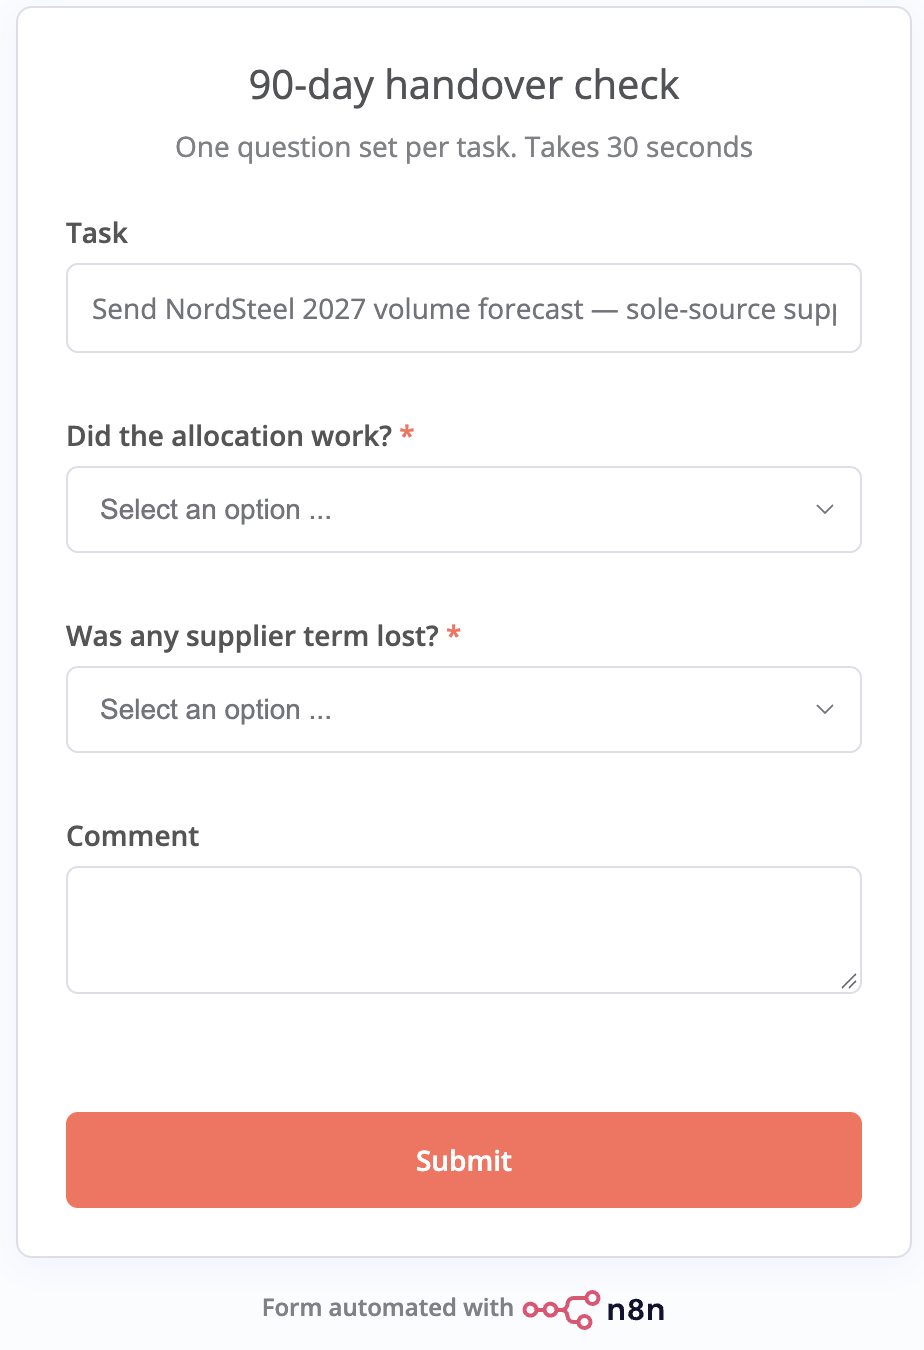 90-day handover check
One question set per task. Takes 30 seconds
Task
Send NordSteel 2027 volume forecast — sole-source
Did the allocation work? *
Select an option ...
Was any supplier term lost? *
Select an option ...
Comment
Submit
Form automated with n8n